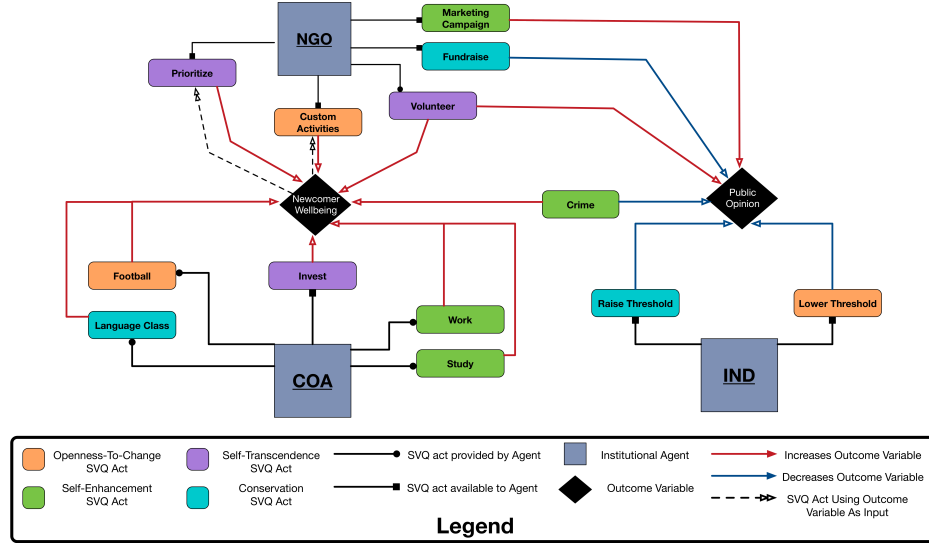 Marketing
Campaign
NGO
Fundraise
Prioritize
Volunteer
Custom
Activities
Newcomer
Wellbeing
Public
Opinion
Crime
Football
Invest
Raise Threshold
Lower Threshold
Language Class
Work
Study
COA
IND
Openness-To-Change
SVQ Act
Self-Transcendence
SVQ Act
SVQ act provided by Agent
Institutional Agent
Increases Outcome Variable
Decreases Outcome Variable
Self-Enhancement
SVQ Act
Conservation
SVQ Act
SVQ act available to Agent
Outcome Variable
SVQ Act Using Outcome
Variable As Input
Legend